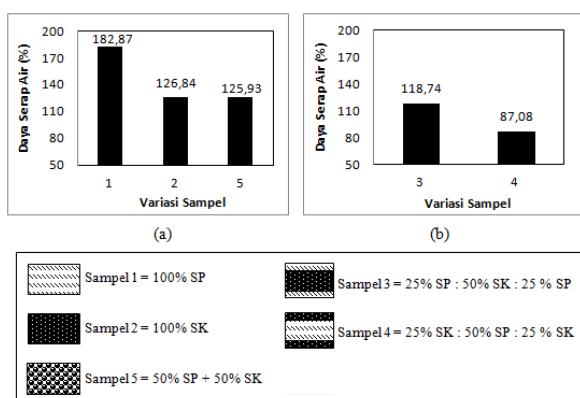 200
170
140
110
80
50
Daya Serap Air (%)
182,87
126,84
125,93
1 2 5
Variasi Sampel
(a)
200
170
140
110
80
50
Daya Serap Air (%)
118,74
87,08
3 4
Variasi Sampel
(b)
Sampel 1 = 100% SP
Sampel 2 = 100% SK
Sampel 5 = 50% SP + 50% SK
Sampel 3 = 25% SP : 50% SK : 25 % SP
Sampel 4 = 25% SK : 50% SP : 25 % SK